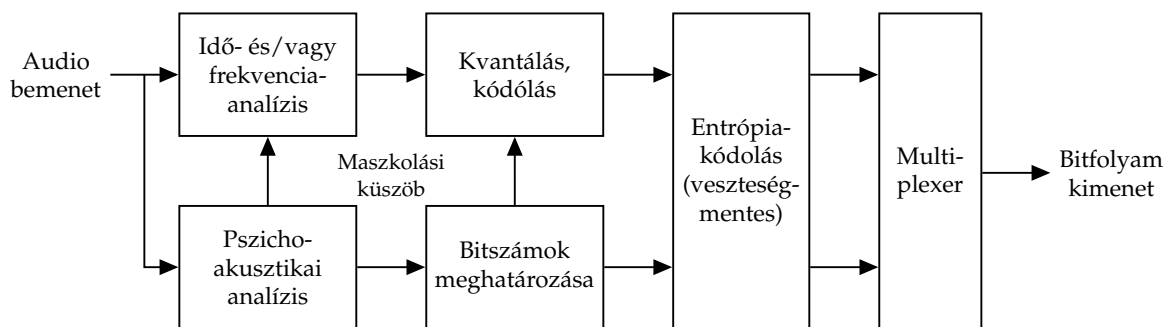 Audio
bemenet
Idő- és/vagy
frekvencia-
analízis
Kvantálás,
kódólás
Maszkolási
küszöb
Pszicho-
akusztikai
analízis
Bitszámok
meghatározása
Entrópia-
kódolás
(veszteség-
mentes)
Multi-
plexer
Bitfolyam
kimenet